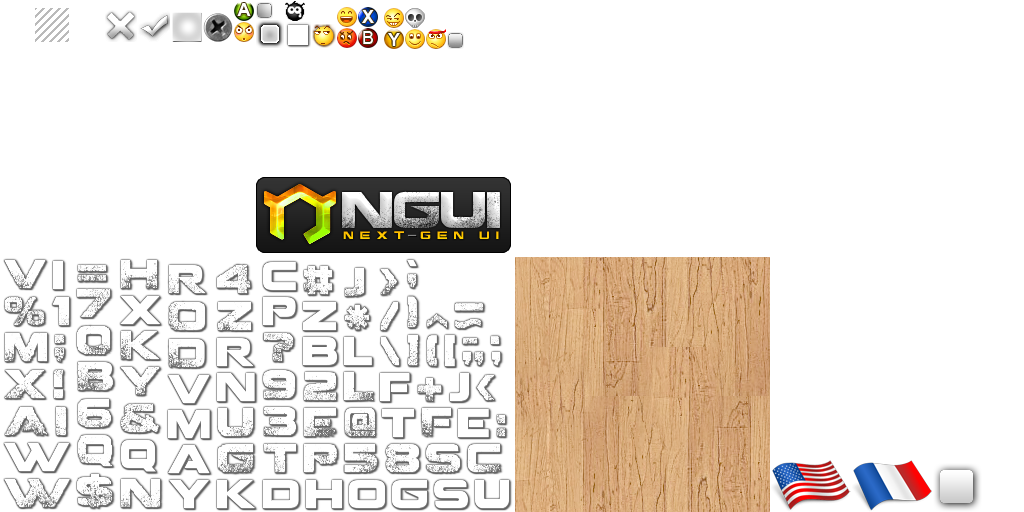 A
X
B
Y
NGUI
NEXT-GEN UI
V | = H R 4 C # J > `
% 1 7 X O Z P Z * / | ^ ~ =
M ; O K D R ? B L \ ] ( [ " ; :
X ! B Y V N 9 2 L F + J <
A | 6 & M U 3 E @ T F E :
W Q Q A G T P 5 8 S C
W $ N Y K D H O G S U